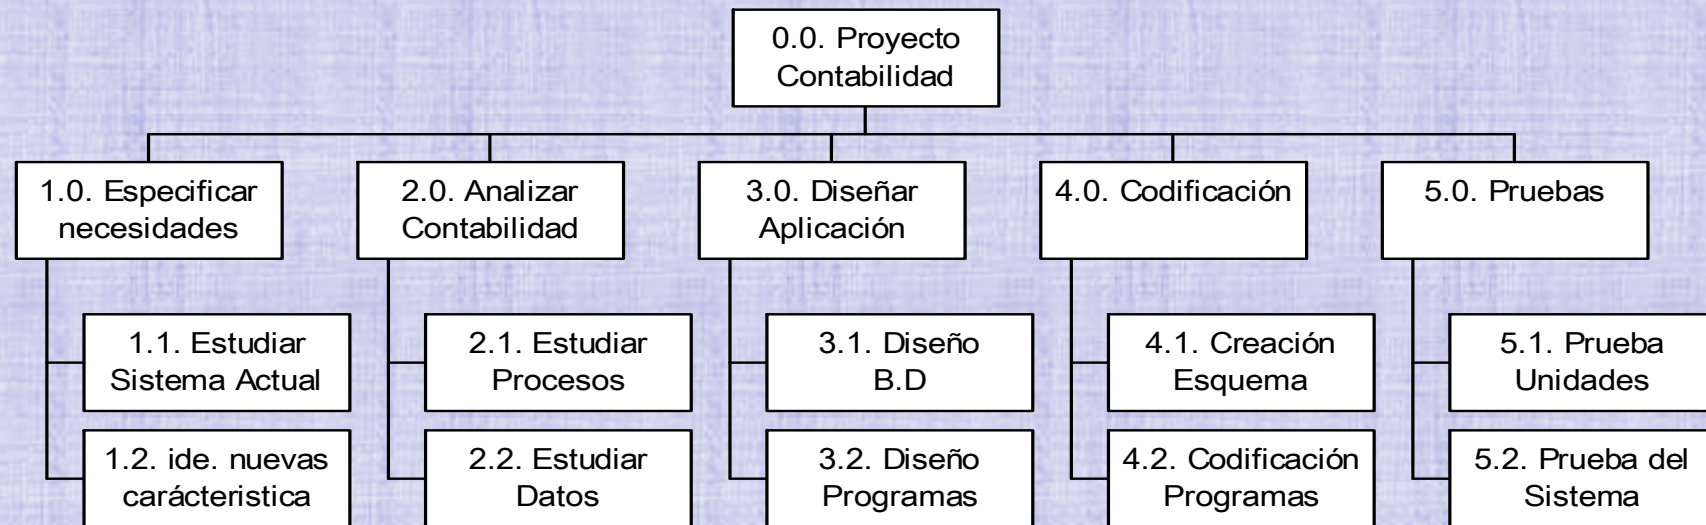 0.0. Proyecto
Contabilidad
1.0. Especificar
necesidades
2.0. Analizar
Contabilidad
3.0. Diseñar
Aplicación
4.0. Codificación
5.0. Pruebas
1.1. Estudiar
Sistema Actual
2.1. Estudiar
Procesos
3.1. Diseño
B.D
4.1. Creación
Esquema
5.1. Prueba
Unidades
1.2. ide. nuevas
carácteristica
2.2. Estudiar
Datos
3.2. Diseño
Programas
4.2. Codificación
Programas
5.2. Prueba del
Sistema